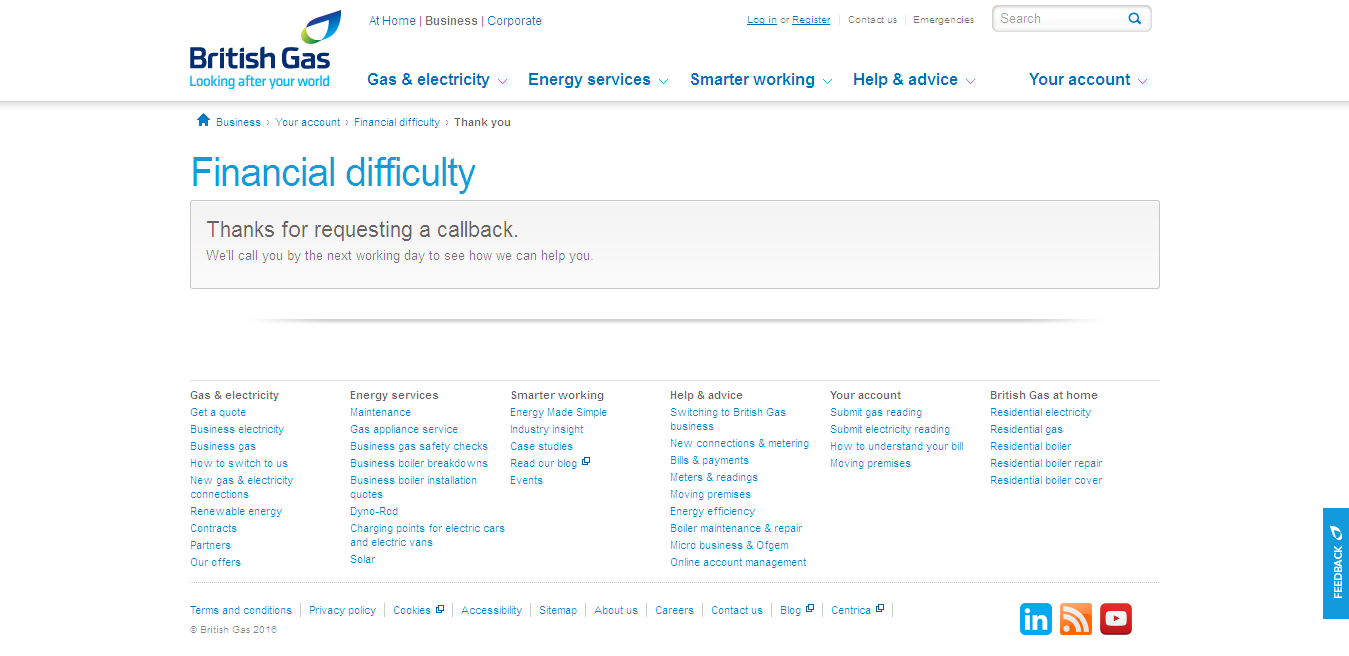 British Gas
Looking after your world
At Home | Business | Corporate
Log in or Register | Contact us | Emergencies
Search
Gas & electricity
Energy services
Smarter working
Help & advice
Your account
Business › Your account › Financial difficulty › Thank you
Financial difficulty
Thanks for requesting a callback.
We'll call you by the next working day to see how we can help you.
Gas & electricity
Get a quote
Business electricity
Business gas
How to switch to us
New gas & electricity
connections
Renewable energy
Contracts
Partners
Our offers
Energy services
Maintenance
Gas appliance service
Business gas safety checks
Business boiler breakdowns
Business boiler installation
quotes
Dyno-Rod
Charging points for electric cars
and electric vans
Solar
Smarter working
Energy Made Simple
Industry insight
Case studies
Read our blog
Events
Help & advice
Switching to British Gas
business
New connections & metering
Bills & payments
Meters & readings
Moving premises
Energy efficiency
Boiler maintenance & repair
Micro business & Ofgem
Online account management
Your account
Submit gas reading
Submit electricity reading
How to understand your bill
Moving premises
British Gas at home
Residential electricity
Residential gas
Residential boiler
Residential boiler repair
Residential boiler cover
FEEDBACK
Terms and conditions | Privacy policy | Cookies | Accessibility | Sitemap | About us | Careers | Contact us | Blog | Centrica |
© British Gas 2016
in